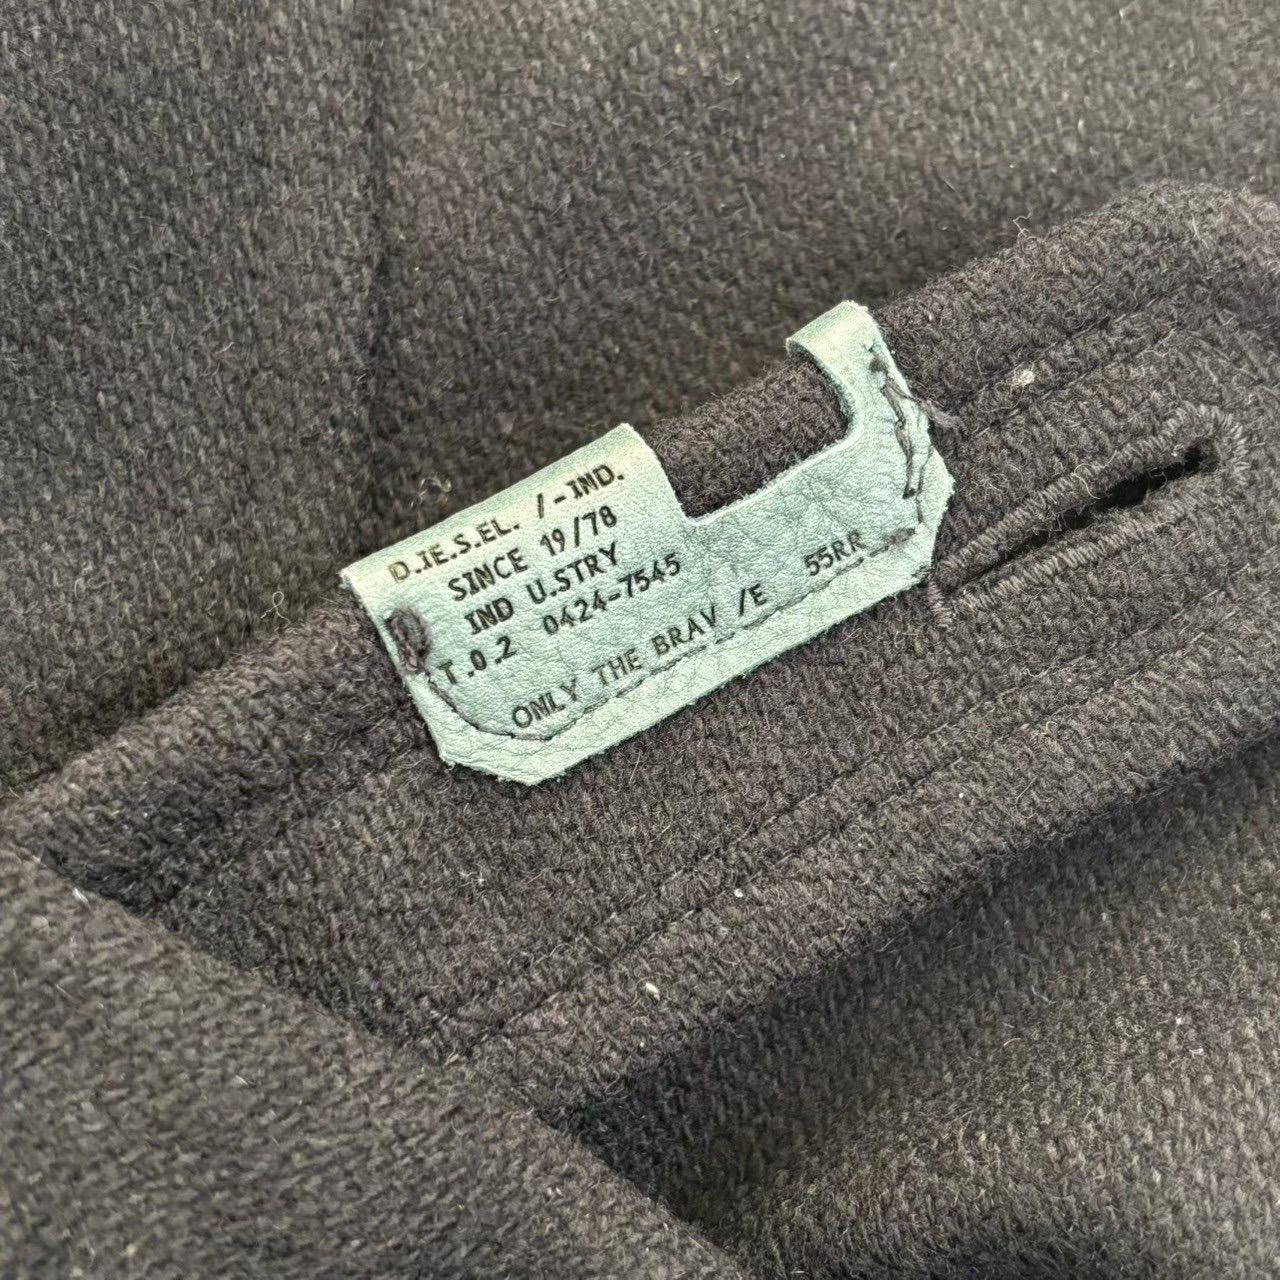 D.IE.S.EL. /-IND.
SINCE 19/78
IND U.STRY
T.0.2 0424-7545
ONLY THE BRAV /E 55RR